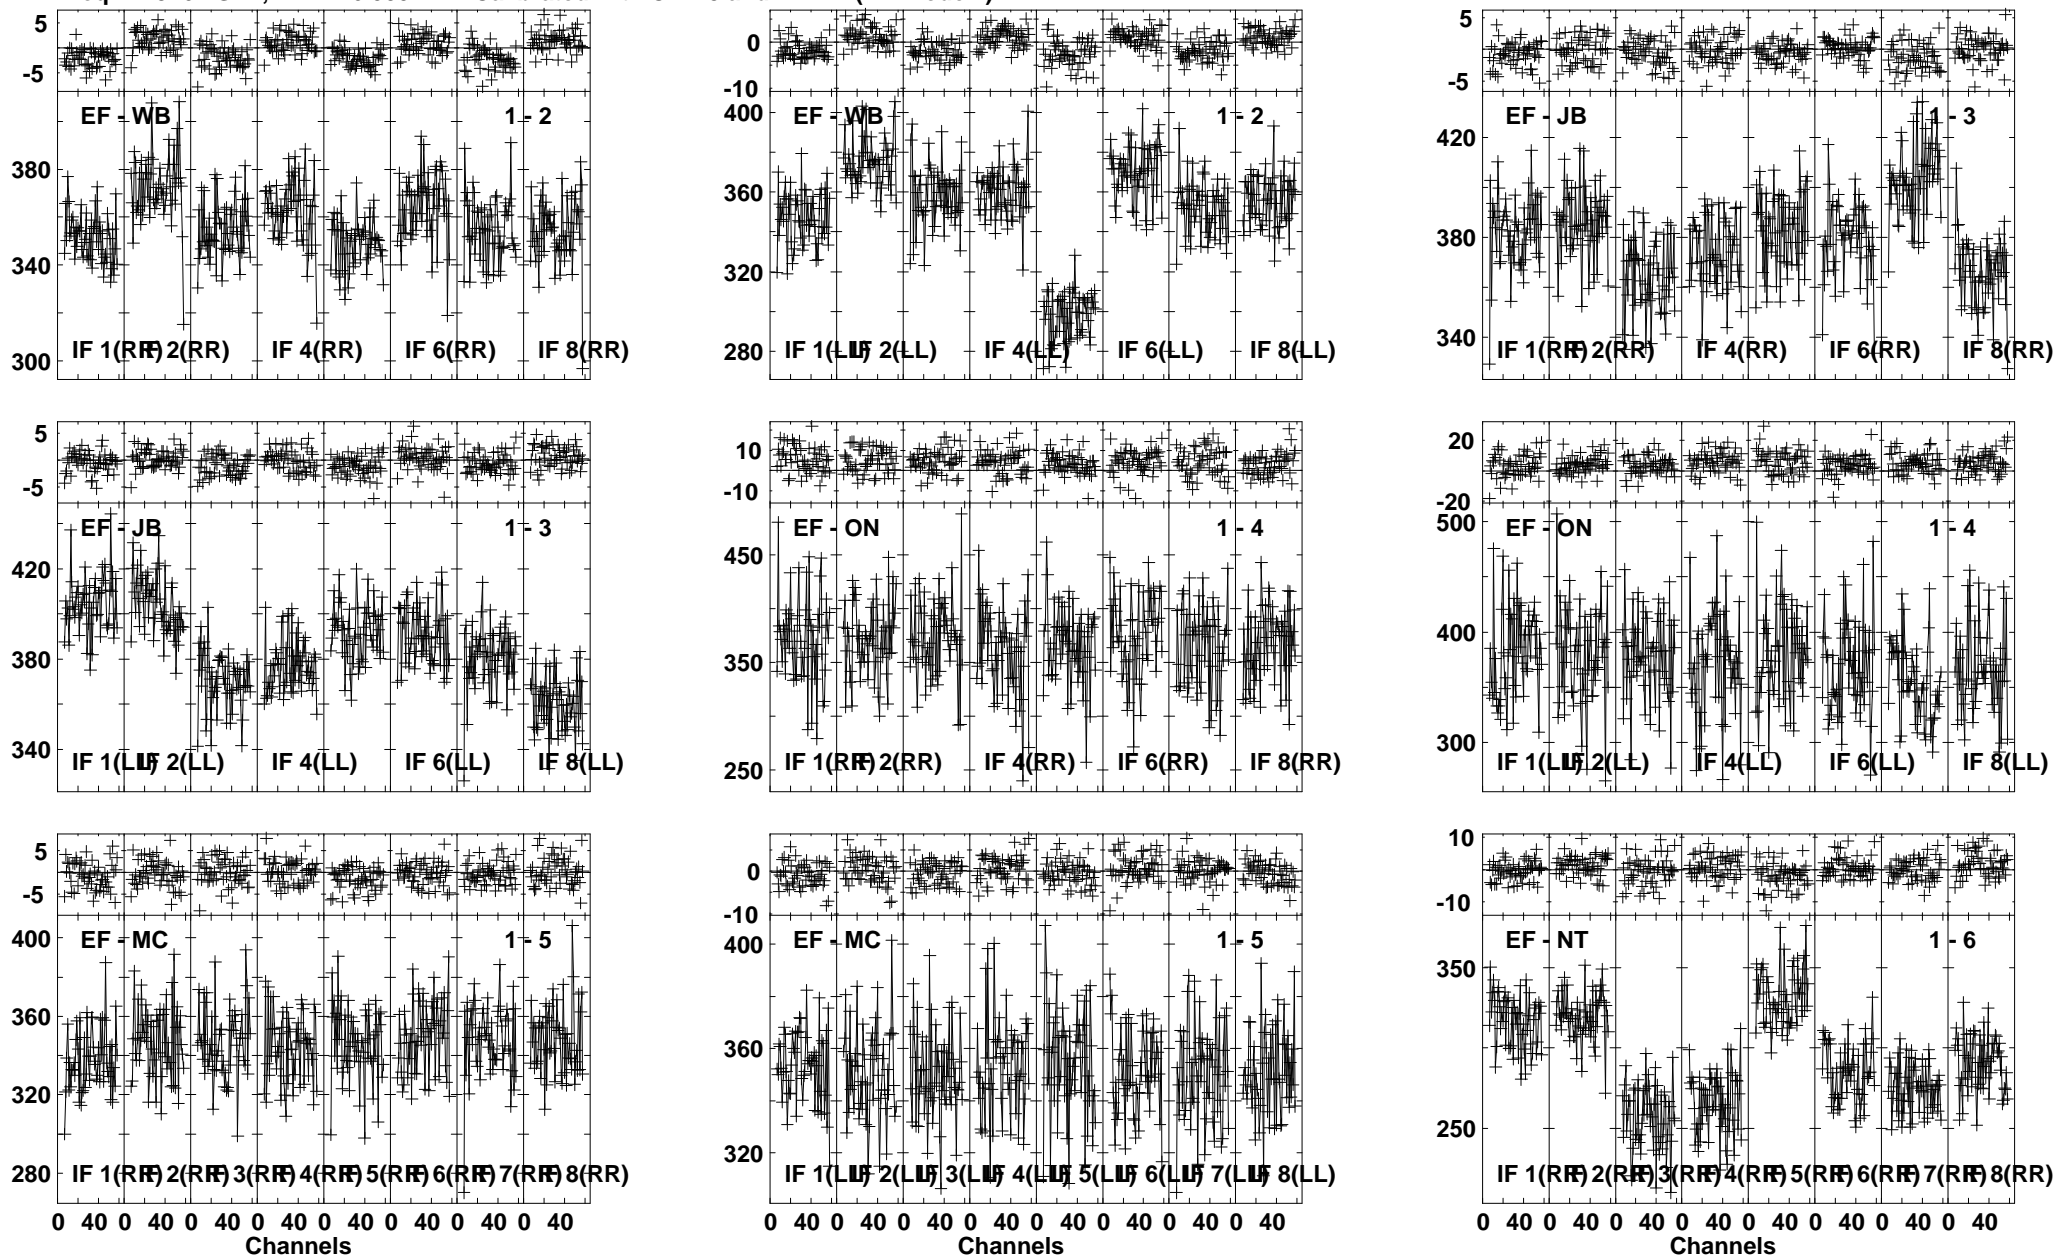 5
-5
EF - WB 1 - 2
380
340
300
IF 1(RR) IF 2(RR) IF 4(RR) IF 6(RR) IF 8(RR)
0
-10
EF - WB 1 - 2
400
360
320
280
IF 1(LL) IF 2(LL) IF 4(LL) IF 6(LL) IF 8(LL)
5
-5
EF - JB 1 - 3
420
380
340
IF 1(RR) IF 2(RR) IF 4(RR) IF 6(RR) IF 8(RR)
5
-5
EF - JB 1 - 3
420
380
340
IF 1(LL) IF 2(LL) IF 4(LL) IF 6(LL) IF 8(LL)
10
-10
EF - ON 1 - 4
450
350
250
IF 1(RR) IF 2(RR) IF 4(RR) IF 6(RR) IF 8(RR)
20
-20
EF - ON 1 - 4
500
400
300
IF 1(LL) IF 2(LL) IF 4(LL) IF 6(LL) IF 8(LL)
5
-5
EF - MC 1 - 5
400
360
320
280
IF 1(RR) IF 2(RR) IF 3(RR) IF 4(RR) IF 5(RR) IF 6(RR) IF 7(RR) IF 8(RR)
0 40 0 40 0 40 0 40 0 40 0 40 0 40 0 40
Channels
0
-10
EF - MC 1 - 5
400
360
320
IF 1(LL) IF 2(LL) IF 3(LL) IF 4(LL) IF 5(LL) IF 6(LL) IF 7(LL) IF 8(LL)
0 40 0 40 0 40 0 40 0 40 0 40 0 40 0 40
Channels
10
-10
EF - NT 1 - 6
350
250
IF 1(RR) IF 2(RR) IF 3(RR) IF 4(RR) IF 5(RR) IF 6(RR) IF 7(RR) IF 8(RR)
0 40 0 40 0 40 0 40 0 40 0 40 0 40 0 40
Channels